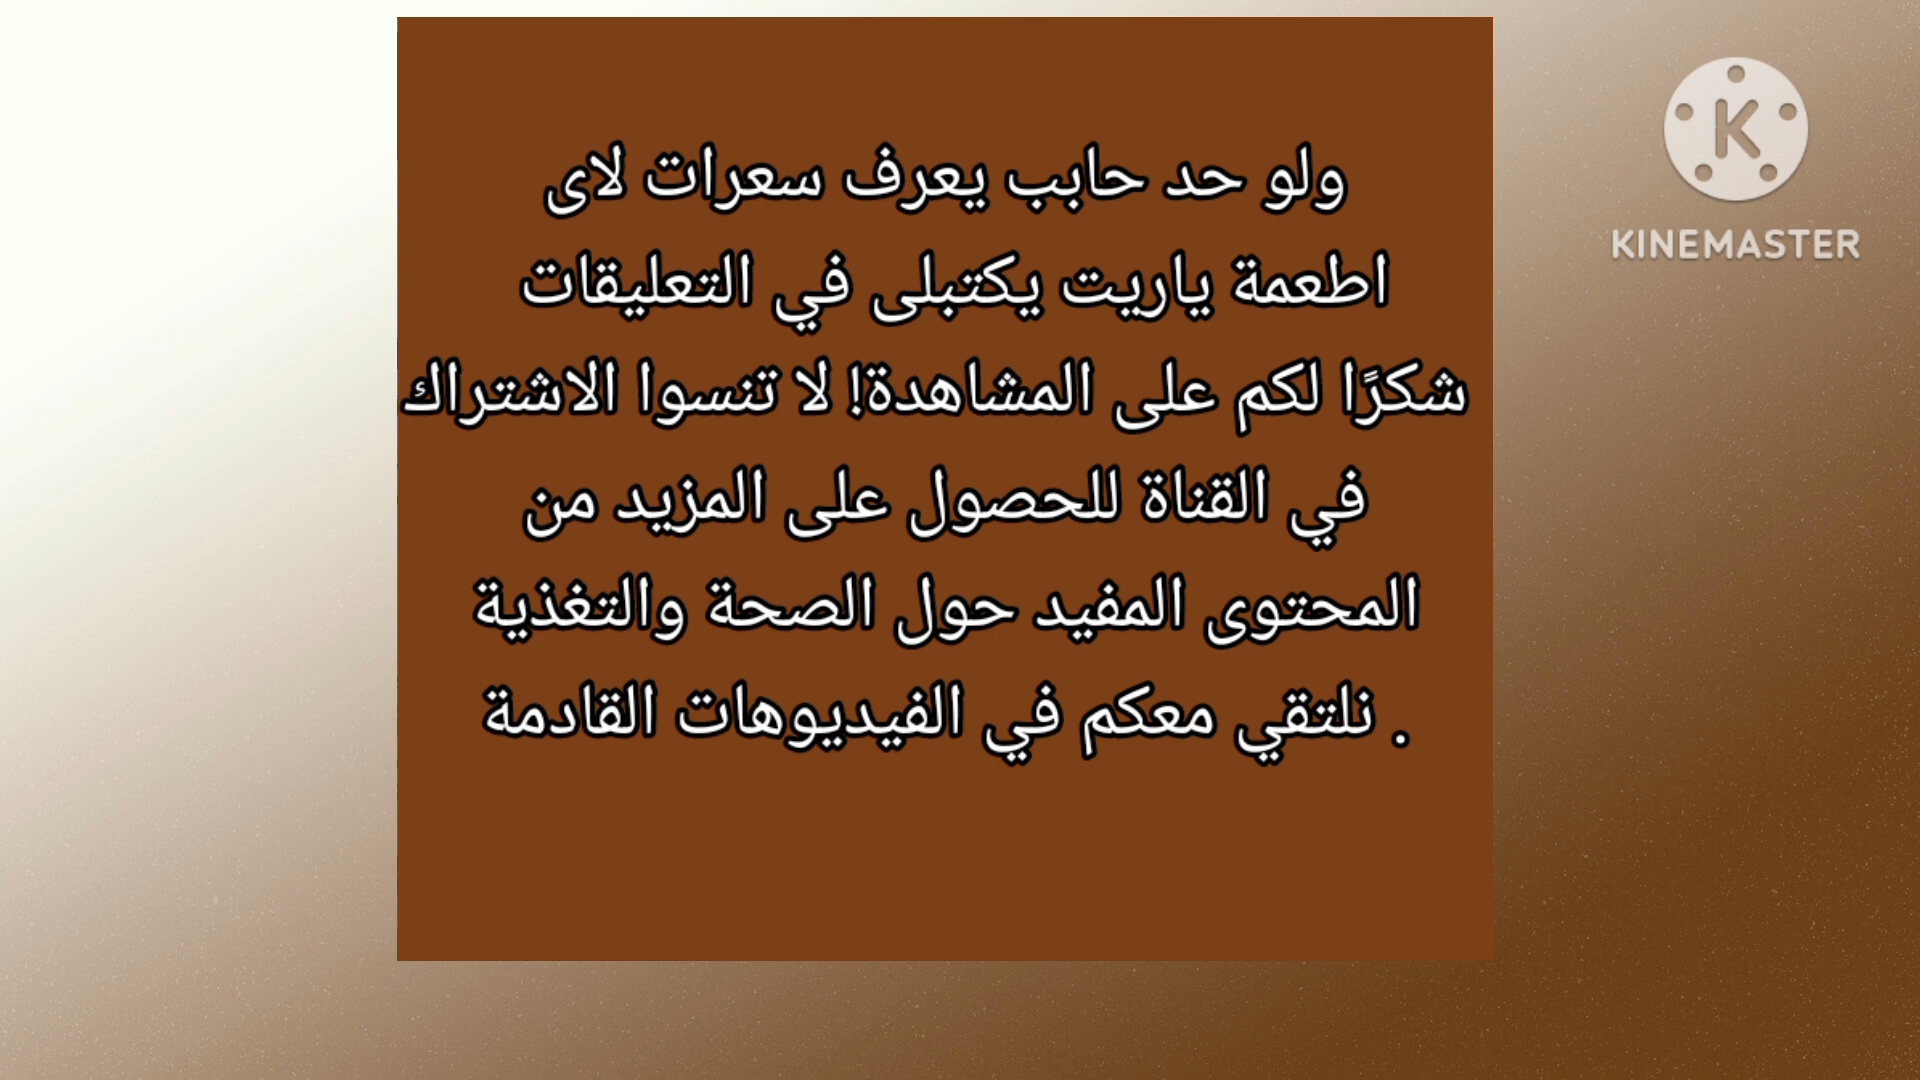 ولو حد حابب يعرف سعرات لاى
اطعمة ياريت يكتبلى في التعليقات
شكرًا لكم على المشاهدة! لا تنسوا الاشتراك
في القناة للحصول على المزيد من
المحتوى المفيد حول الصحة والتغذية
. نلتقي معكم في الفيديوهات القادمة
KINEMASTER